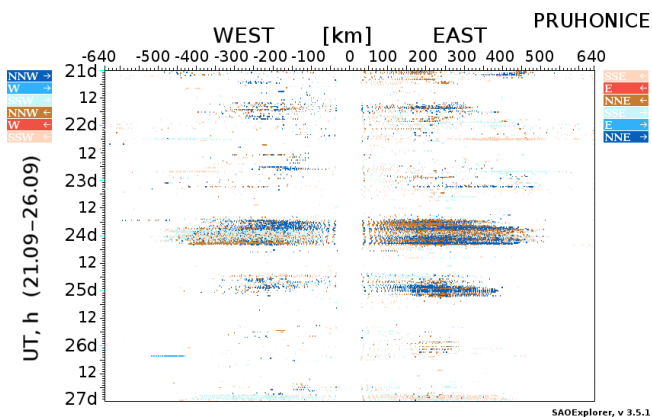 PRUHONICE
WEST [km] EAST
-640 -500 -400 -300 -200 -100 0 100 200 300 400 500 640
NNW →
W →
SSW →
NNW ←
W ←
SSW ←
SSE ←
E ←
NNE ←
SSE →
E →
NNE →
UT, h (21.09−26.09)
21d
12
22d
12
23d
12
24d
12
25d
12
26d
12
27d
SAOExplorer, v 3.5.1